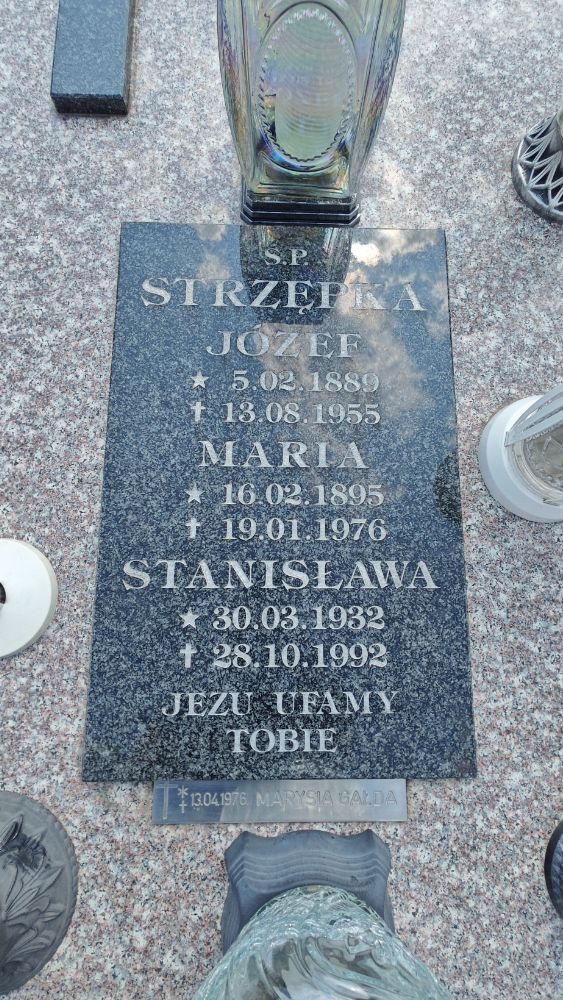 Ś.P.
STRZĘPKA
JÓZEF
★ 5.02.1889
† 13.08.1955
MARIA
★ 16.02.1895
† 19.01.1976
STANISŁAWA
★ 30.03.1932
† 28.10.1992
JEZU UFAMY
TOBIE
*† 13.04.1976. MARYSIA GAŁDA